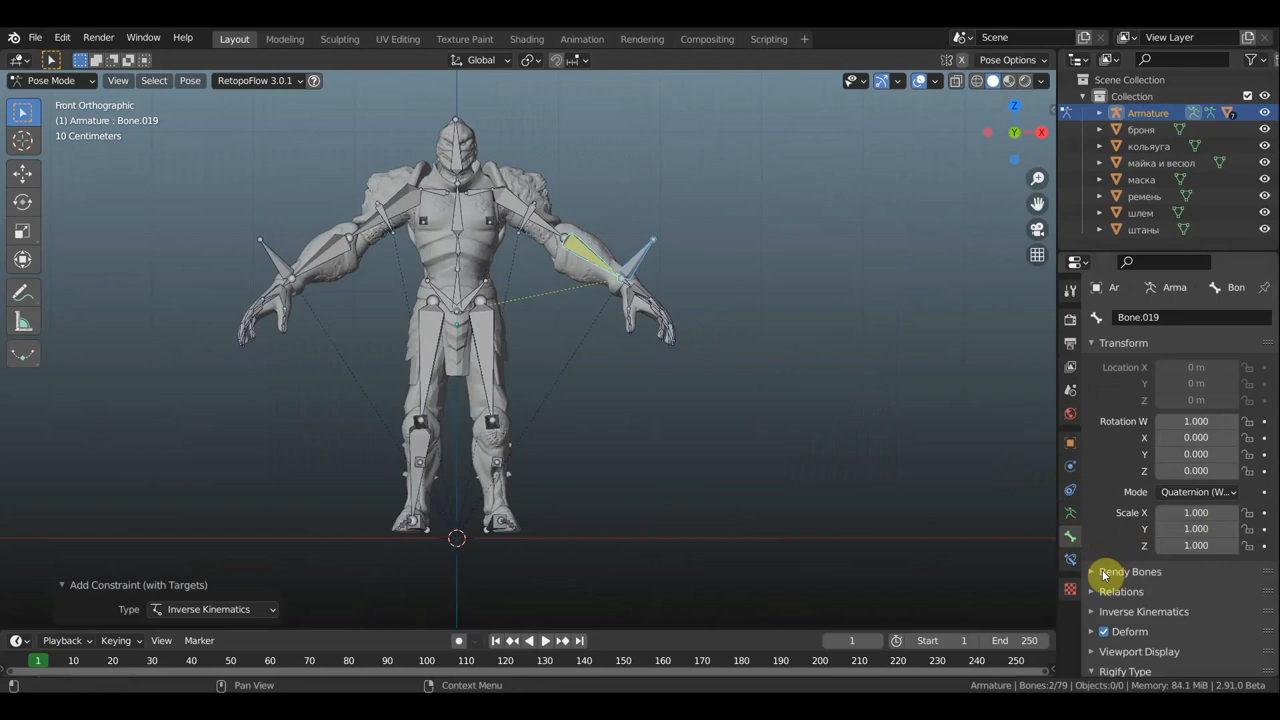 File Edit Render Window Help Layout Modeling Sculpting UV Editing Texture Paint Shading Animation Rendering Compositing Scripting + Scene View Layer
Global Pose Options
Pose Mode View Select Pose RetopoFlow 3.0.1 ?
Front Orthographic
(1) Armature : Bone.019
10 Centimeters
Z
Y X
Scene Collection
Collection
Armature 7
броня
кольяуга
майка и весюл
маска
ремень
шлем
штаны
Ar Arma Bon
Bone.019
Transform
Location X 0 m
Y 0 m
Z 0 m
Rotation W 1.000
X 0.000
Y 0.000
Z 0.000
Mode Quaternion (W...
Scale X 1.000
Y 1.000
Z 1.000
Bendy Bones
Relations
Inverse Kinematics
Deform
Viewport Display
Rigify Type
Add Constraint (with Targets)
Type Inverse Kinematics
Playback Keying View Marker 1 Start 1 End 250
1 10 20 30 40 50 60 70 80 90 100 110 120 130 140 150 160 170 180 190 200 210 220 230 240 250
Pan View Context Menu Armature | Bones:2/79 | Objects:0/0 | Memory: 84.1 MiB | 2.91.0 Beta